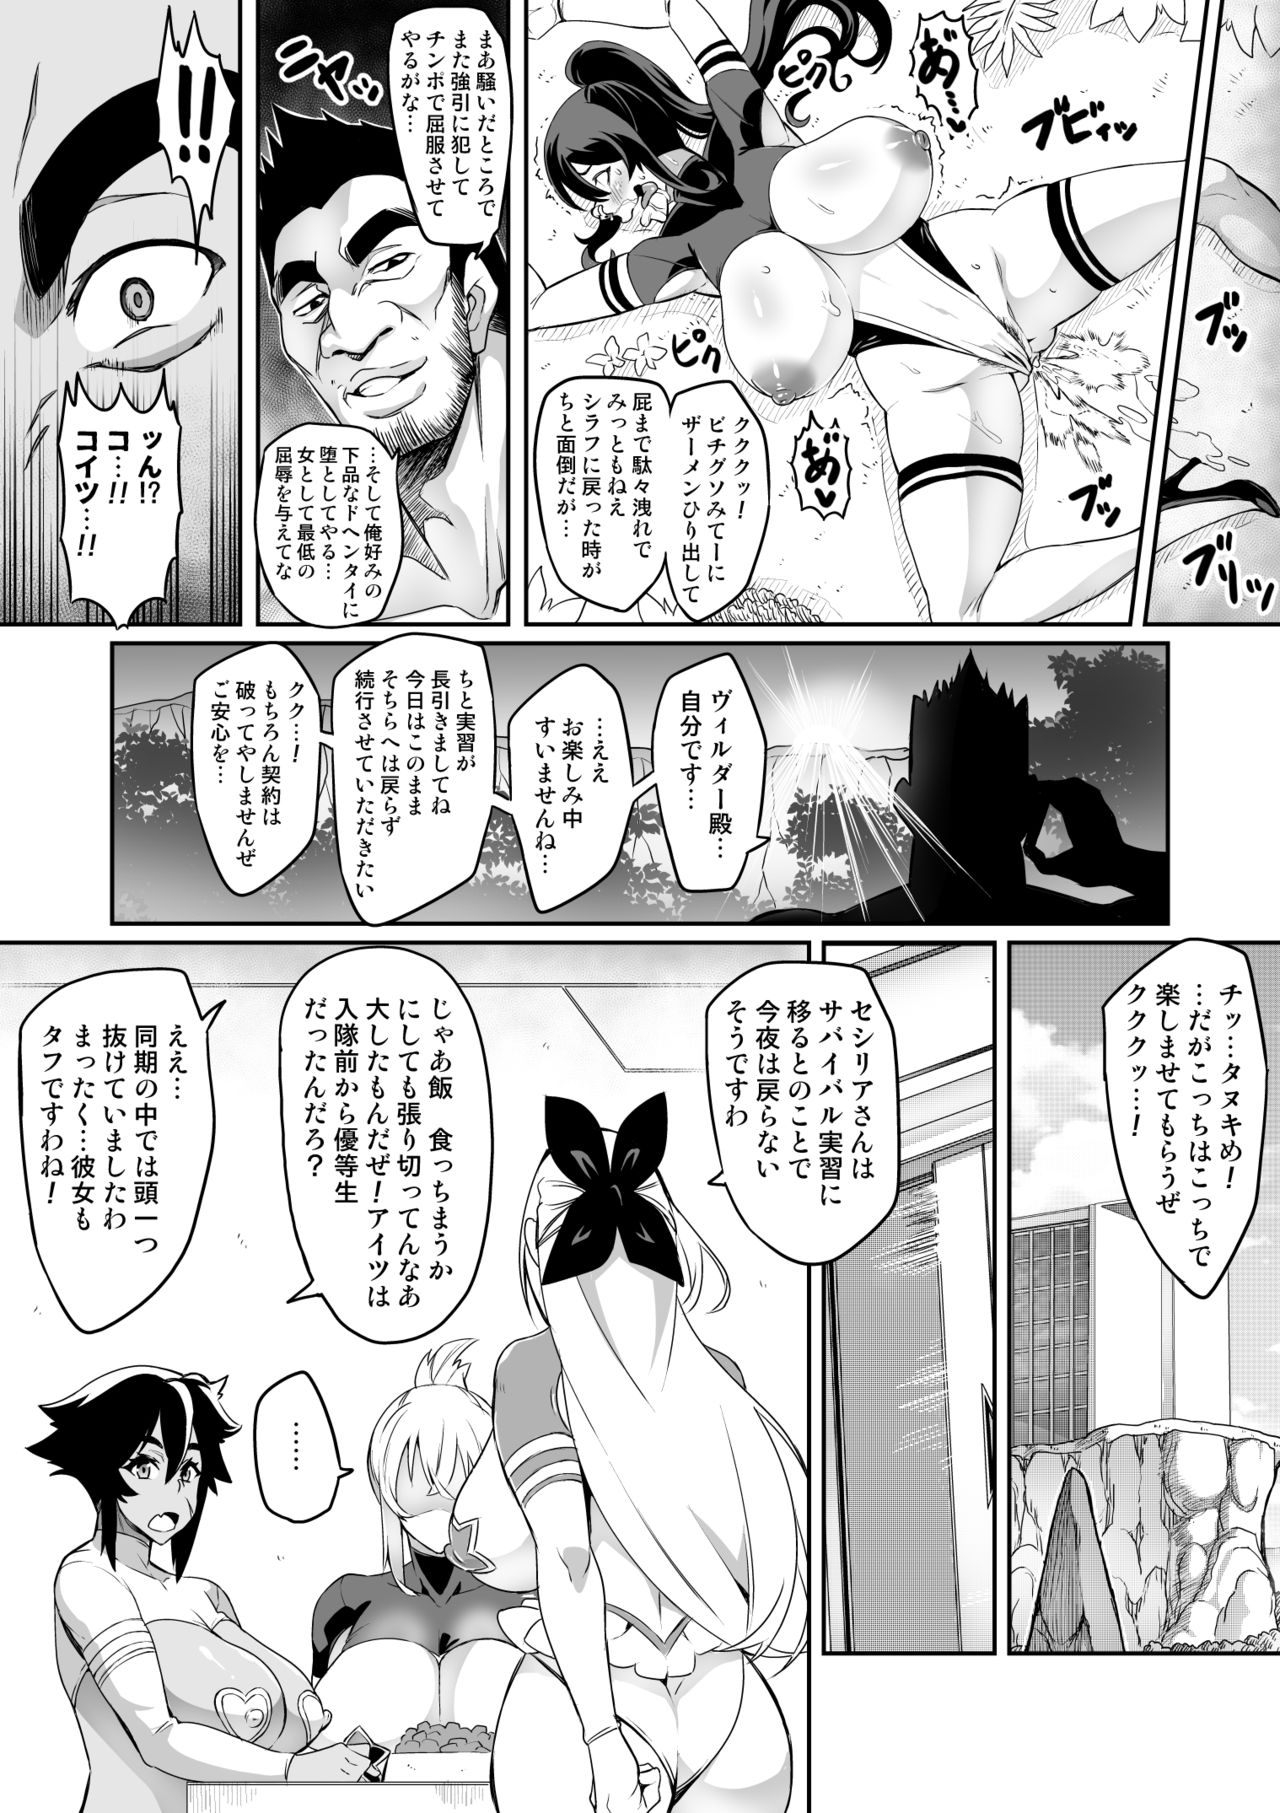 あ゛…♡
ピクッ
ブビィッ
ブッ
ブッ
ブリッ
ピク
あ゛♡
クククッ!
ビチグソみてーに
ザーメンひり出して
屁まで駄々洩れで
みっともねえ
シラフに戻った時が
ちと面倒だが…
まあ騒いだところで
また強引に犯して
チンポで屈服させて
やるがな…
ニヤッ
…そして俺好みの
下品なドヘンタイに
堕としてやる…
女として最低の
屈辱を与えてな
!!
ッん!?
コ…!!
コイツ…!!
ヴィルダー殿…
自分です…
…ええ
お楽しみ中
すいませんね…
ちと実習が
長引きましてね
今日はこのまま
そちらへは戻らず
続行させていただきたい
クク…!
もちろん契約は
破ってやしませんぜ
ご安心を…
チッ…タヌキめ!
…だがこっちはこっちで
楽しませてもらうぜ
クククッ…!
セシリアさんは
サバイバル実習に
移るとのことで
今夜は戻らない
そうですわ
じゃあ飯 食っちまうか
にしても張り切ってんなあ
大したもんだぜ!アイツは
入隊前から優等生
だったんだろ?
ええ…
同期の中では頭一つ
抜けていましたわ
まったく…彼女も
タフですわね!
……